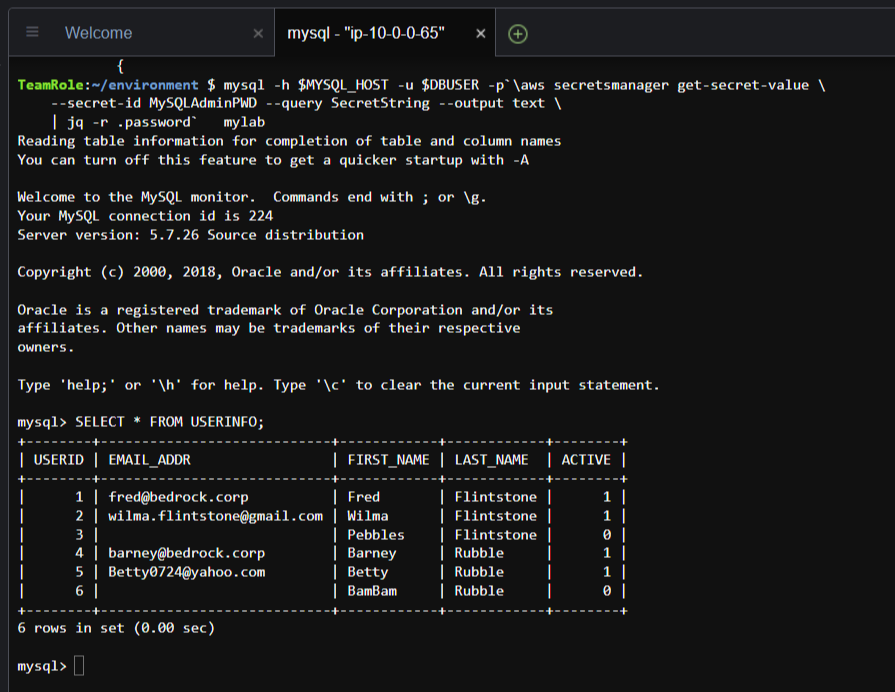 Welcome
mysql - "ip-10-0-0-65"
{
TeamRole:~/environment $ mysql -h $MYSQL_HOST -u $DBUSER -p`\aws secretsmanager get-secret-value \
    --secret-id MySQLAdminPWD --query SecretString --output text \
    | jq -r .password`   mylab
Reading table information for completion of table and column names
You can turn off this feature to get a quicker startup with -A

Welcome to the MySQL monitor.  Commands end with ; or \g.
Your MySQL connection id is 224
Server version: 5.7.26 Source distribution

Copyright (c) 2000, 2018, Oracle and/or its affiliates. All rights reserved.

Oracle is a registered trademark of Oracle Corporation and/or its
affiliates. Other names may be trademarks of their respective
owners.

Type 'help;' or '\h' for help. Type '\c' to clear the current input statement.

mysql> SELECT * FROM USERINFO;
+--------+----------------------------+------------+------------+--------+
| USERID | EMAIL_ADDR                 | FIRST_NAME | LAST_NAME  | ACTIVE |
+--------+----------------------------+------------+------------+--------+
|      1 | fred@bedrock.corp          | Fred       | Flintstone |      1 |
|      2 | wilma.flintstone@gmail.com | Wilma      | Flintstone |      1 |
|      3 |                            | Pebbles    | Flintstone |      0 |
|      4 | barney@bedrock.corp        | Barney     | Rubble     |      1 |
|      5 | Betty0724@yahoo.com        | Betty      | Rubble     |      1 |
|      6 |                            | BamBam     | Rubble     |      0 |
+--------+----------------------------+------------+------------+--------+
6 rows in set (0.00 sec)

mysql>